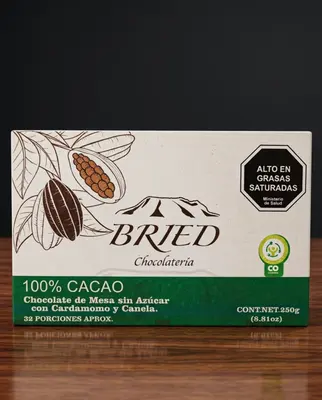 ALTO EN
GRASAS
SATURADAS
Ministerio
de Salud
BRIED
Chocolatería
CO
100% CACAO
Chocolate de Mesa sin Azúcar
con Cardamomo y Canela.
32 PORCIONES APROX.
CONT.NET.250g
(8.81oz)